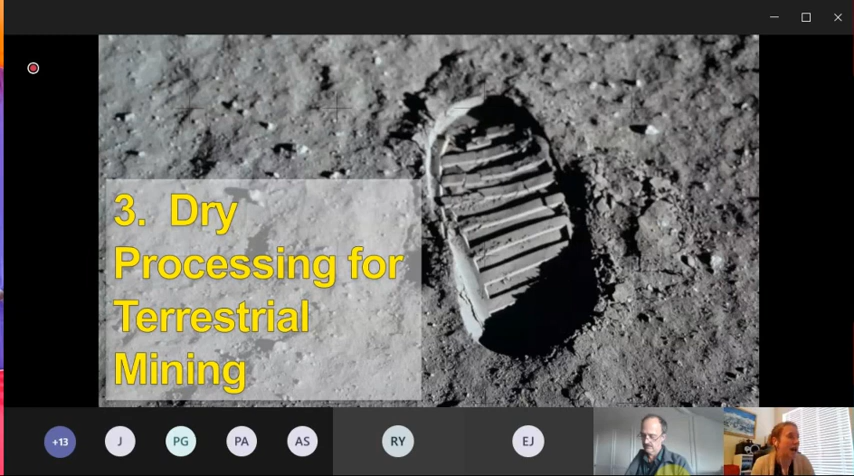 3. Dry
Processing for
Terrestrial
Mining
+13
J
PG
PA
AS
RY
EJ